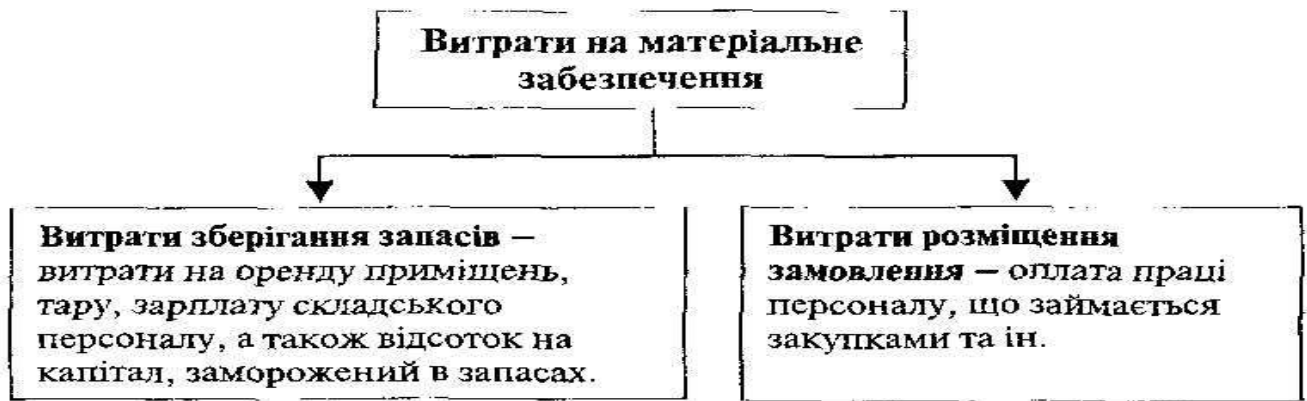 Витрати на матеріальне
забезпечення
Витрати зберігання запасів –
витрати на оренду приміщень,
тару, зарплату складського
персоналу, а також відсоток на
капітал, заморожений в запасах.
Витрати розміщення
замовлення – оплата праці
персоналу, що займається
закупками та ін.